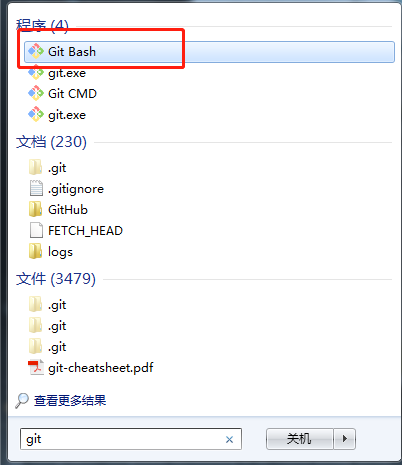 程序 (4)
Git Bash
git.exe
Git CMD
git.exe
文档 (230)
.git
.gitignore
GitHub
FETCH_HEAD
logs
文件 (3479)
.git
.git
.git
git-cheatsheet.pdf
查看更多结果
git
关机